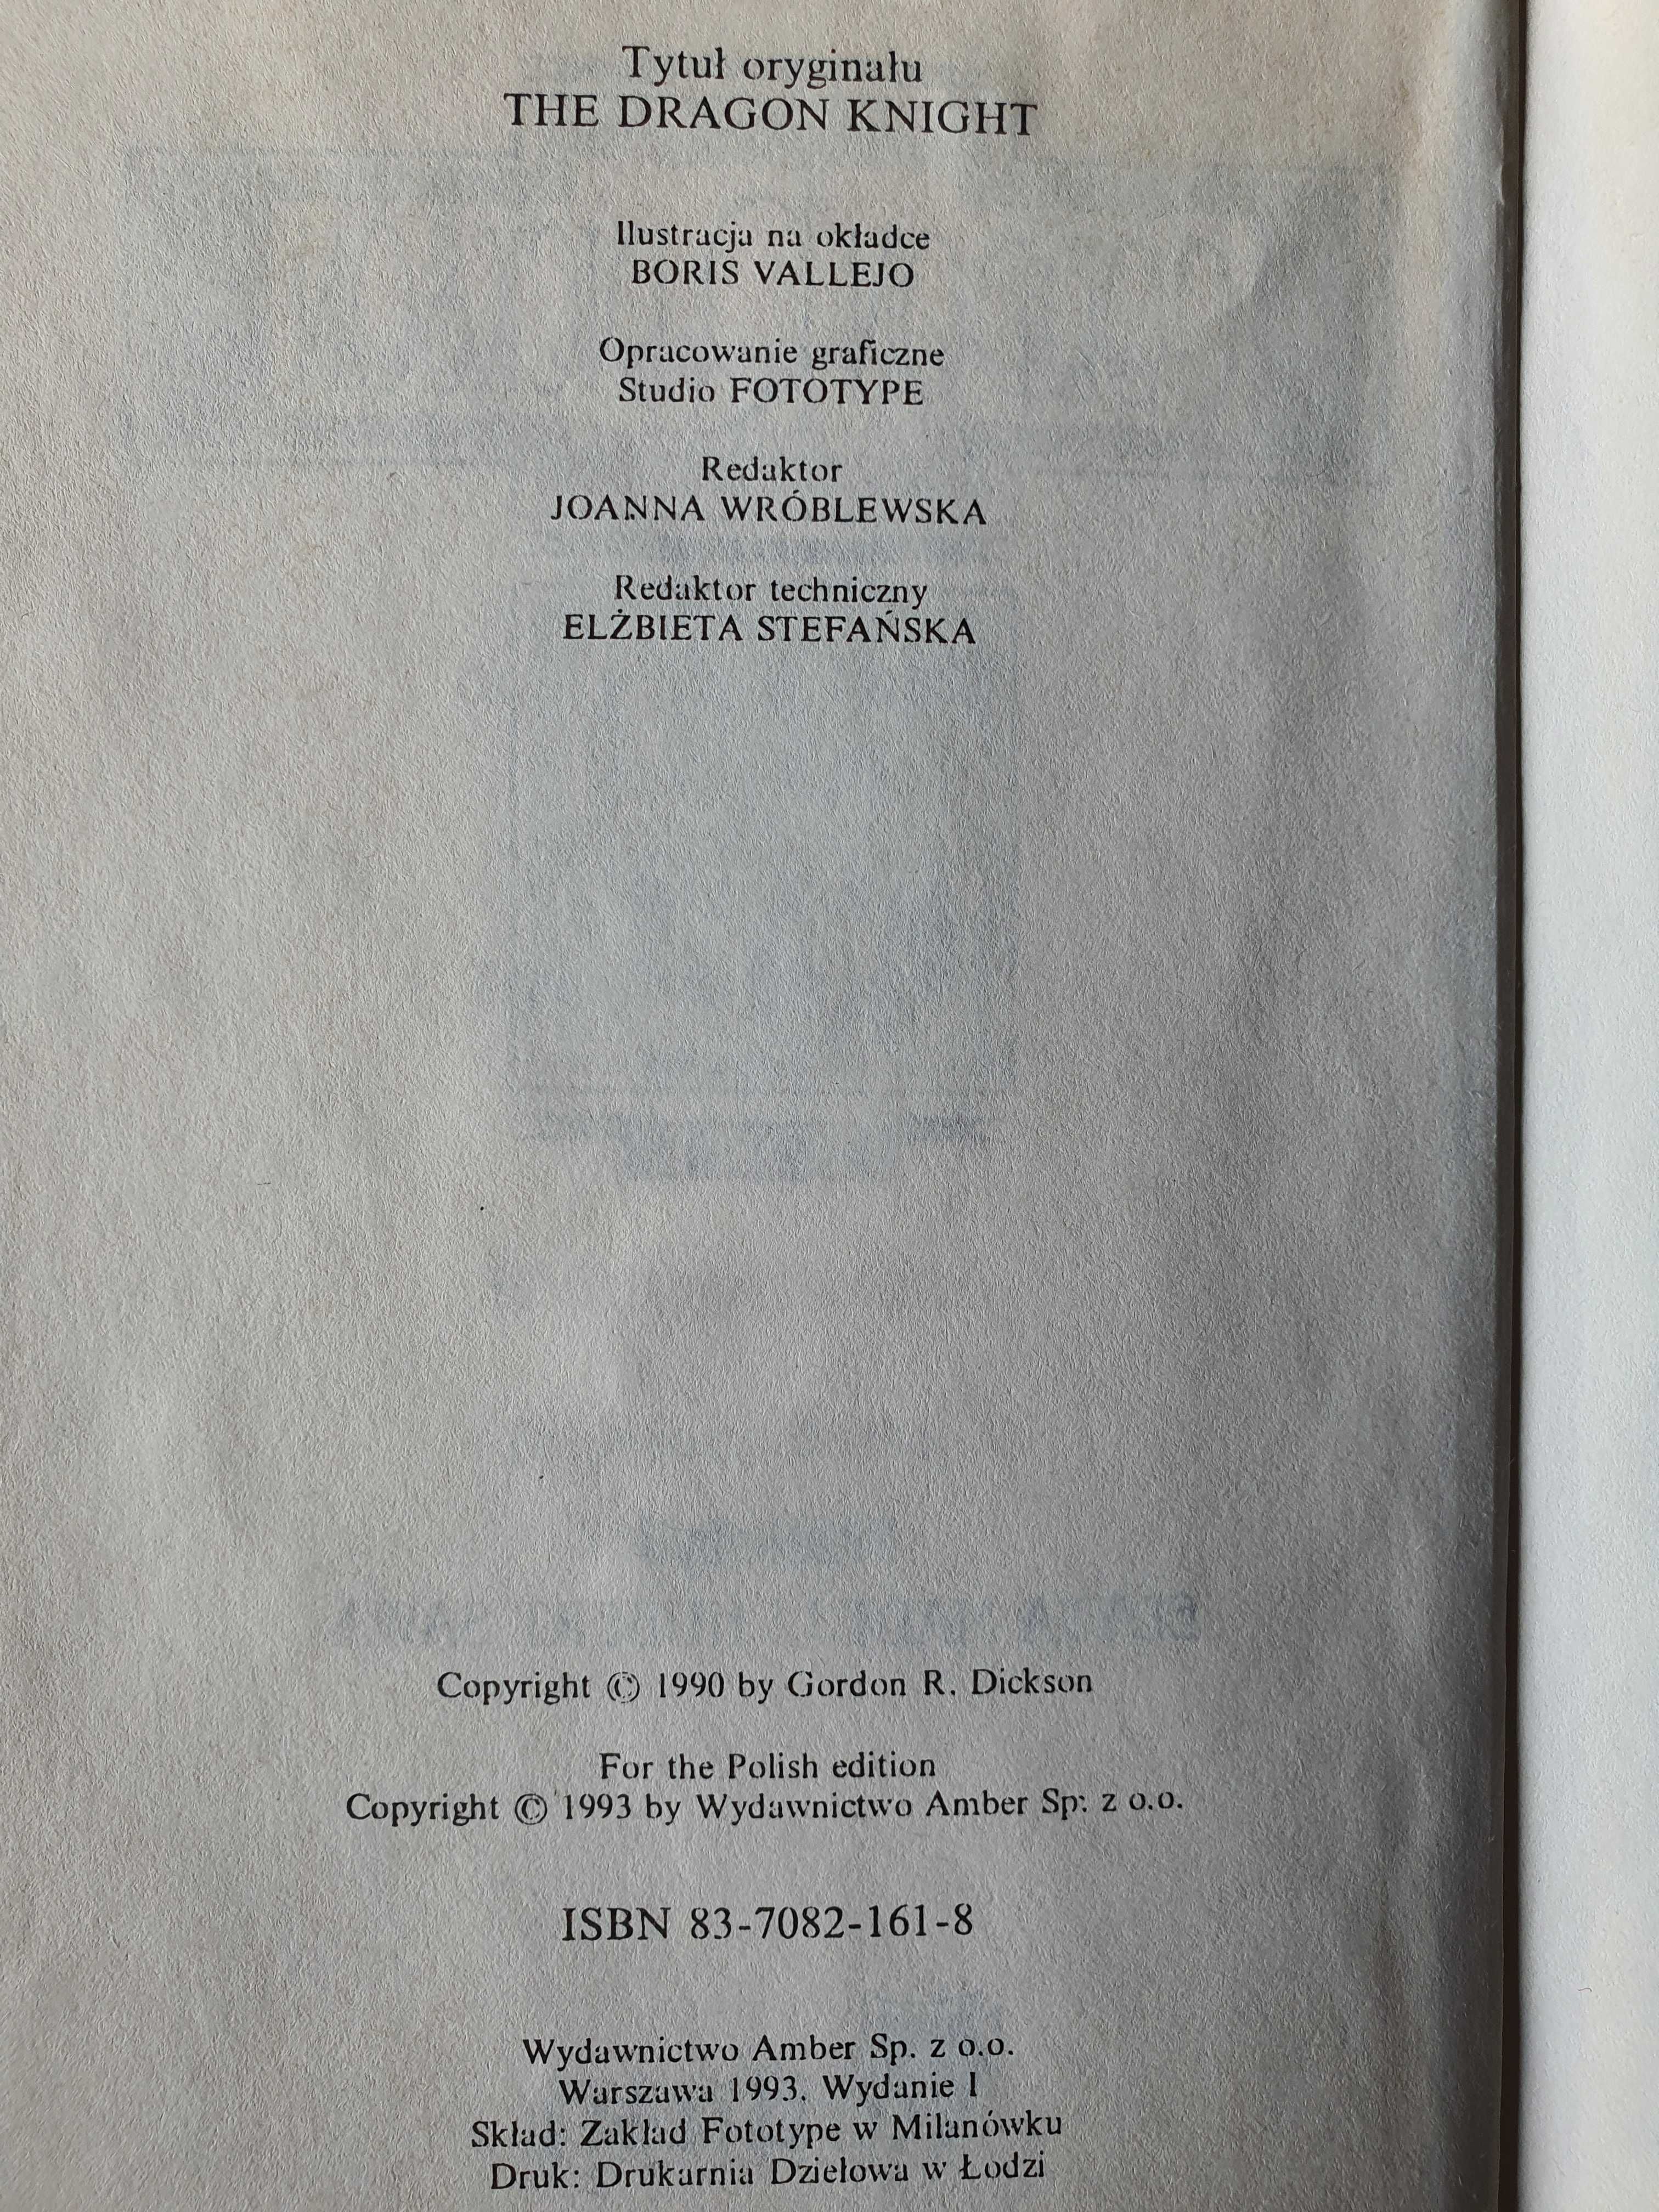 Tytuł oryginału
THE DRAGON KNIGHT
Ilustracja na okładce
BORIS VALLEJO
Opracowanie graficzne
Studio FOTOTYPE
Redaktor
JOANNA WRÓBLEWSKA
Redaktor techniczny
ELŻBIETA STEFAŃSKA
Copyright © 1990 by Gordon R. Dickson
For the Polish edition
Copyright © 1993 by Wydawnictwo Amber Sp. z o.o.
ISBN 83-7082-161-8
Wydawnictwo Amber Sp. z o.o.
Warszawa 1993. Wydanie I
Skład: Zakład Fototype w Milanówku
Druk: Drukarnia Dziełowa w Łodzi